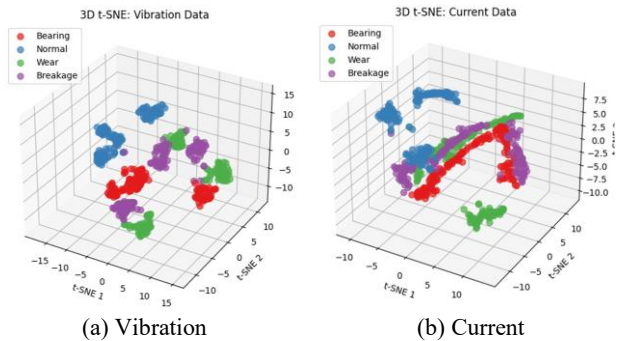 3D t-SNE: Vibration Data
Bearing
Normal
Wear
Breakage
15
10
5
0
−5
−10
−15
−10
−5
0
5
10
15
t-SNE 1
−10
−5
0
5
10
t-SNE 2
(a) Vibration
3D t-SNE: Current Data
Bearing
Normal
Wear
Breakage
7.5
5.0
2.5
0.0
−2.5
−5.0
−7.5
−10.0
−10
−5
0
5
10
t-SNE 1
−10
−5
0
5
10
t-SNE 2
(b) Current